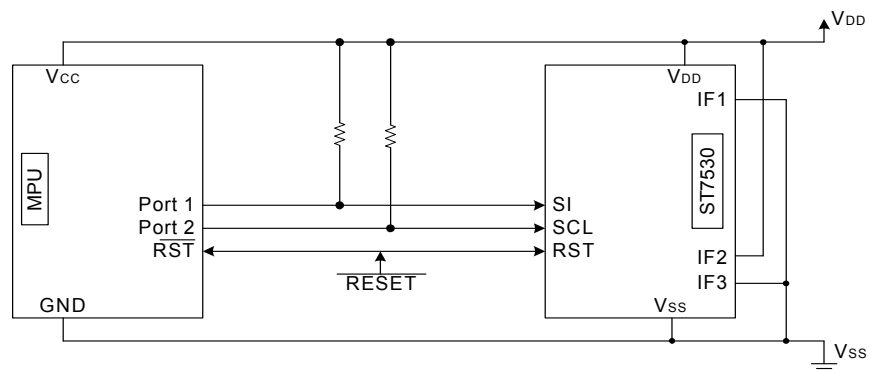 VDD
VCC
VDD
IF1
MPU
ST7530
Port 1
SI
Port 2
SCL
RST
RST
RESET
IF2
IF3
GND
VSS
VSS